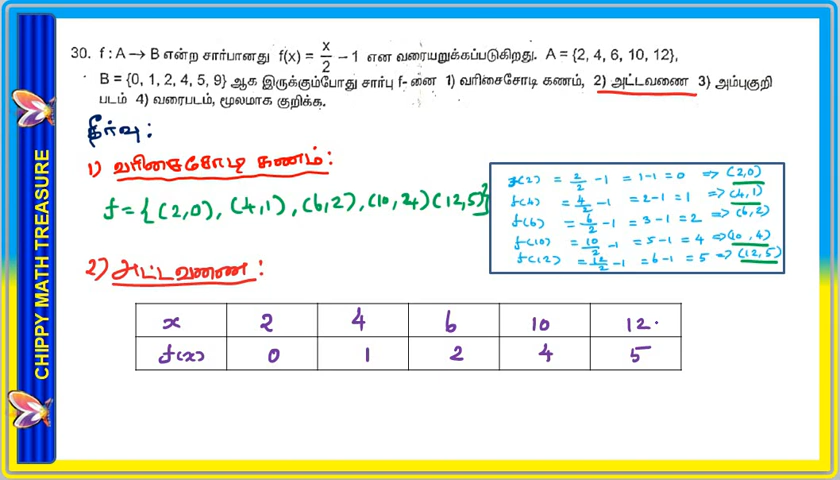 30. f : A → B என்ற சார்பானது f(x) = x/2 – 1 என வரையறுக்கப்படுகிறது. A = {2, 4, 6, 10, 12},
B = {0, 1, 2, 4, 5, 9} ஆக இருக்கும்போது சார்பு f-னை 1) வரிசைசோடி கணம், 2) அட்டவணை 3) அம்புகுறி
படம் 4) வரைபடம், மூலமாக குறிக்க.
தீர்வு:
1) வரிசைசோடி கணம்:
f = {(2,0), (4,1), (6,2), (10,24) (12,5)}
f(2) = 2/2 - 1 = 1-1 = 0 ⇒ (2,0)
f(4) = 4/2 - 1 = 2-1 = 1 ⇒ (4,1)
f(6) = 6/2 - 1 = 3-1 = 2 ⇒ (6,2)
f(10) = 10/2 - 1 = 5-1 = 4 ⇒ (10,4)
f(12) = 12/2 - 1 = 6-1 = 5 ⇒ (12,5)
2) அட்டவணை:
x 2 4 6 10 12
f(x) 0 1 2 4 5
CHIPPY MATH TREASURE